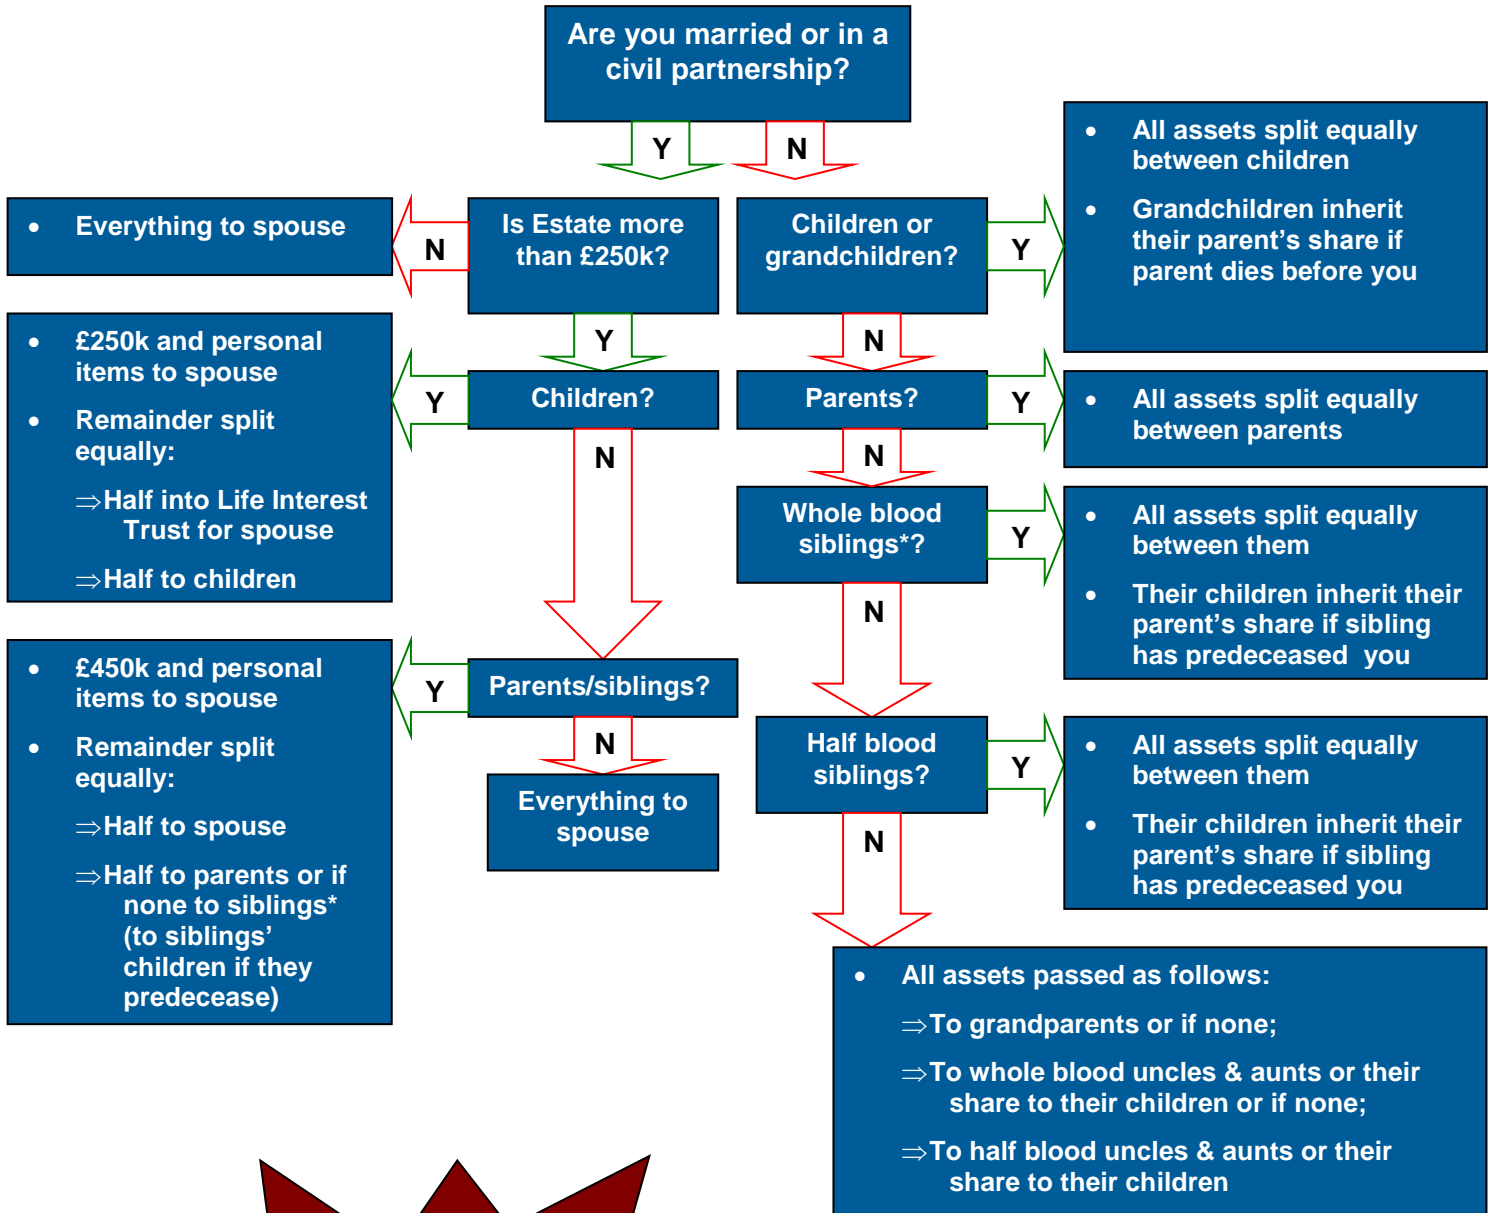 Are you married or in a
civil partnership?
Y
N
• All assets split equally
between children
• Grandchildren inherit
their parent's share if
parent dies before you
• Everything to spouse
N
Is Estate more
than £250k?
Children or
grandchildren?
Y
Y
N
• £250k and personal
items to spouse
• Remainder split
equally:
⇒Half into Life Interest
Trust for spouse
⇒Half to children
Y
Children?
Parents?
Y
• All assets split equally
between parents
N
N
Whole blood
siblings*?
Y
• All assets split equally
between them
• Their children inherit their
parent's share if sibling
has predeceased you
N
• £450k and personal
items to spouse
• Remainder split
equally:
⇒Half to spouse
⇒Half to parents or if
none to siblings*
(to siblings'
children if they
predecease)
Y
Parents/siblings?
N
Everything to
spouse
Half blood
siblings?
Y
• All assets split equally
between them
• Their children inherit their
parent's share if sibling
has predeceased you
N
• All assets passed as follows:
⇒To grandparents or if none;
⇒To whole blood uncles & aunts or their
share to their children or if none;
⇒To half blood uncles & aunts or their
share to their children